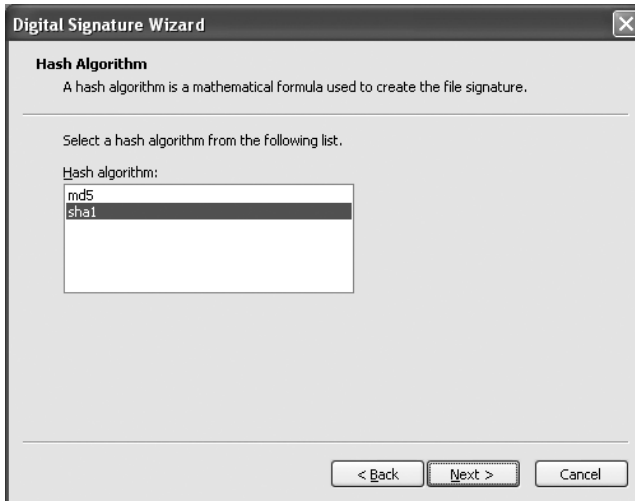 Digital Signature Wizard
Hash Algorithm
A hash algorithm is a mathematical formula used to create the file signature.
Select a hash algorithm from the following list.
Hash algorithm:
md5
sha1
< Back Next > Cancel